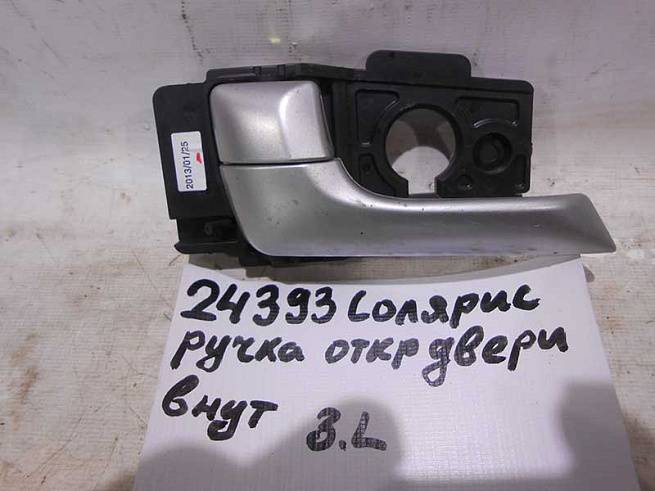 2013/01/25
24393 Солярис
ручка откр двери
внут
З.L